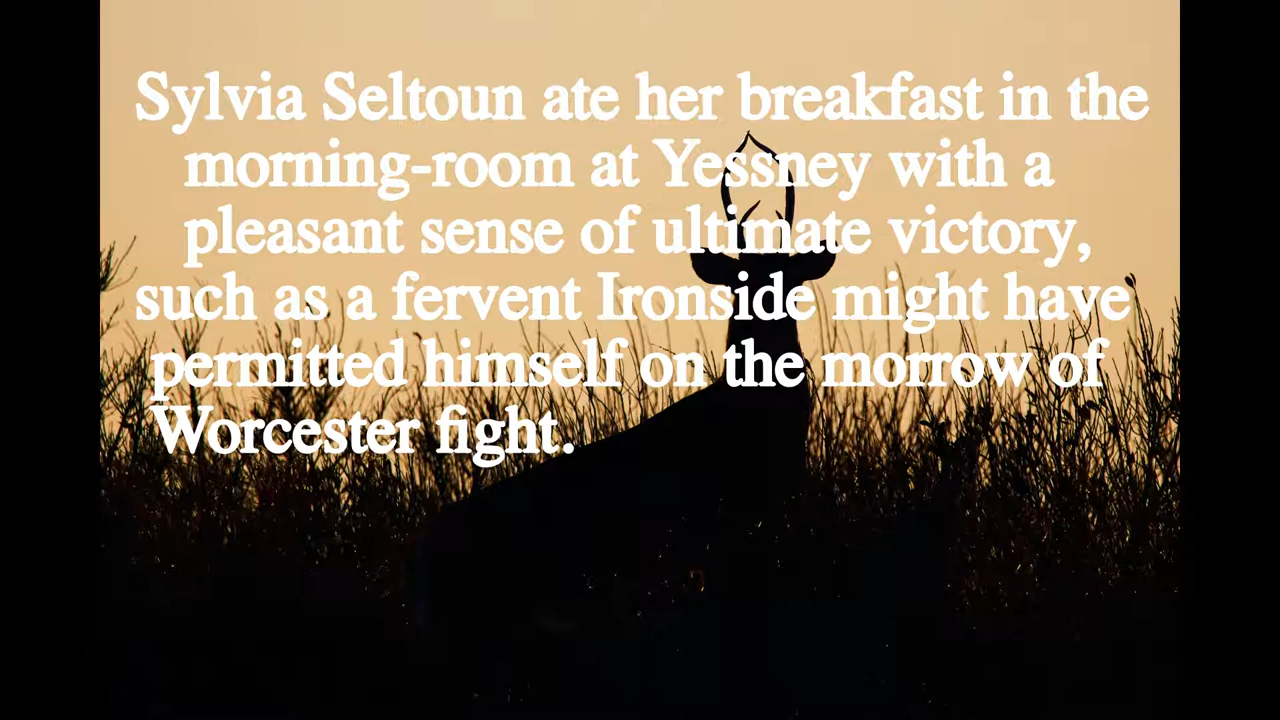 Sylvia Seltoun ate her breakfast in the
morning-room at Yessney with a
pleasant sense of ultimate victory,
such as a fervent Ironside might have
permitted himself on the morrow of
Worcester fight.